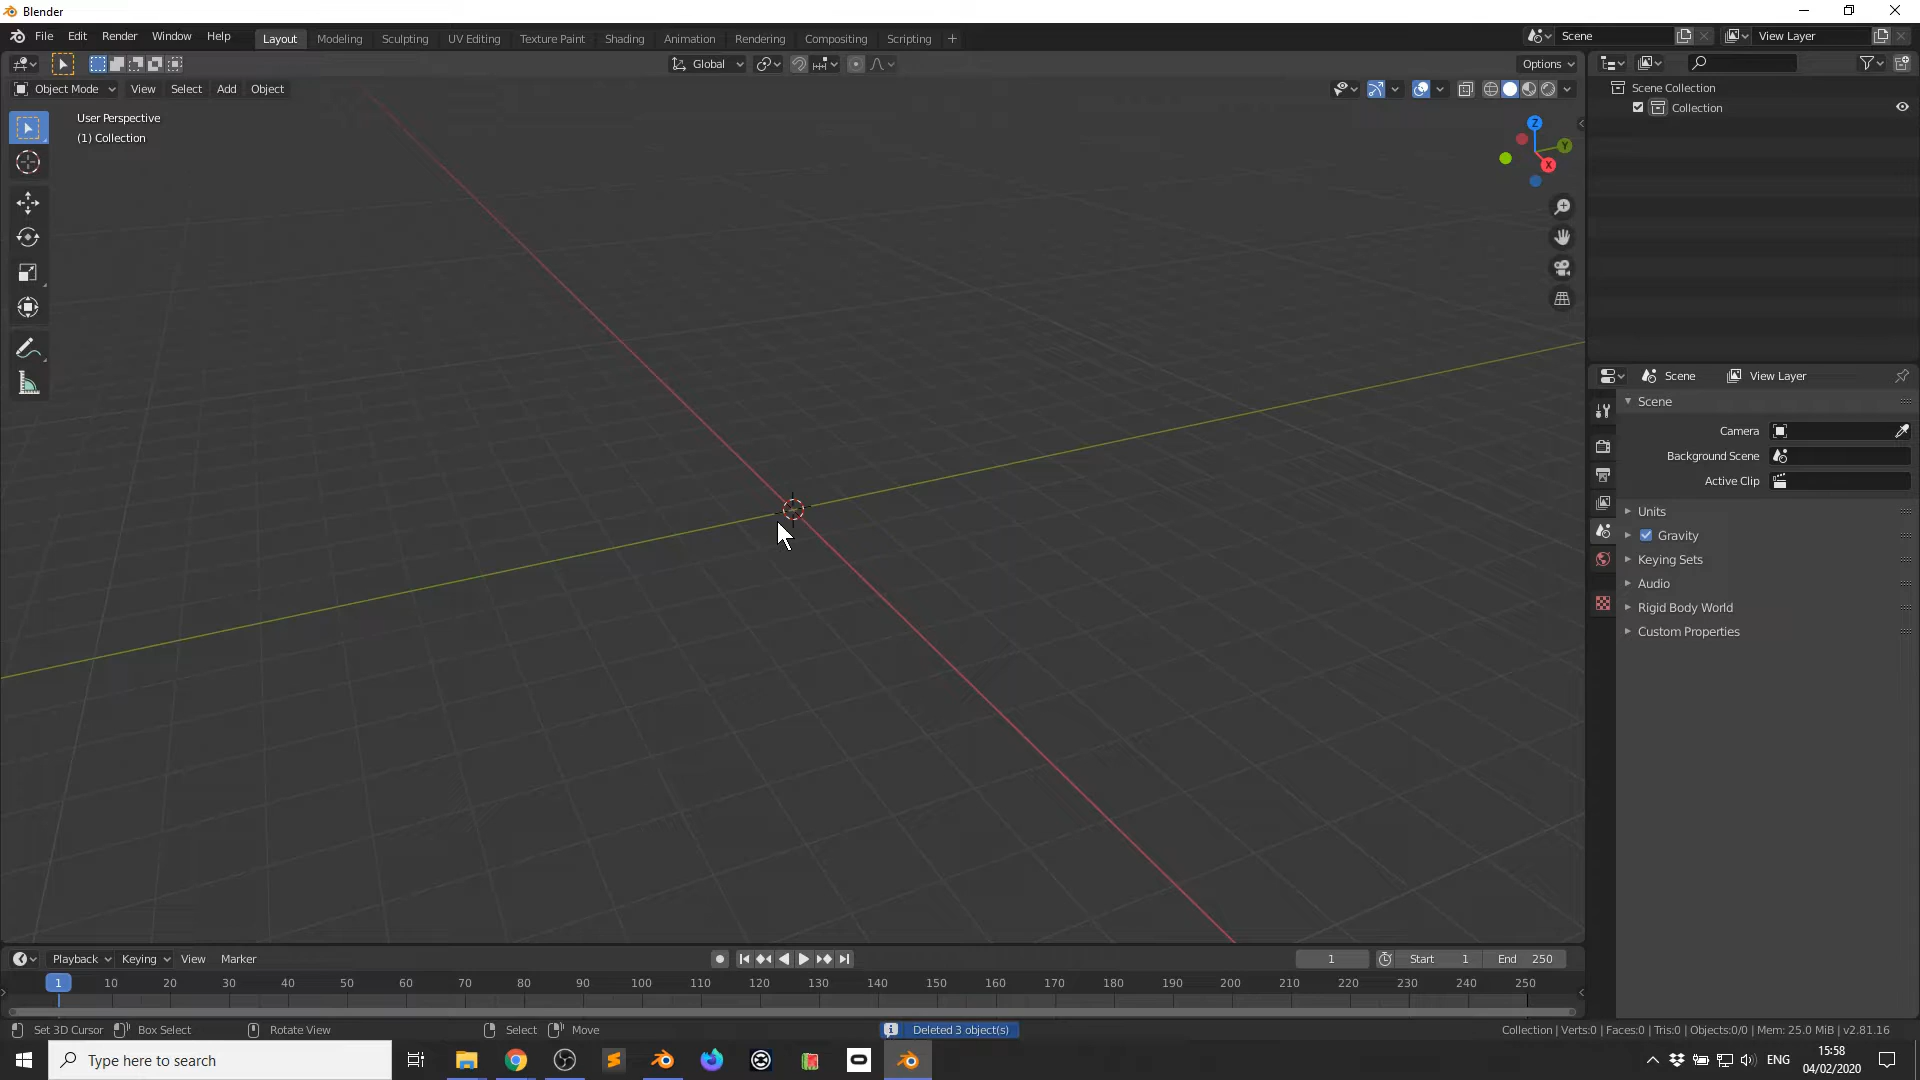 Blender
File Edit Render Window Help Layout Modeling Sculpting UV Editing Texture Paint Shading Animation Rendering Compositing Scripting + Scene View Layer
Global Options
Object Mode View Select Add Object
User Perspective
(1) Collection
Z
Y
X
Scene Collection
Collection
Scene View Layer
Scene
Camera
Background Scene
Active Clip
Units
Gravity
Keying Sets
Audio
Rigid Body World
Custom Properties
Playback Keying View Marker 1 Start 1 End 250
1 10 20 30 40 50 60 70 80 90 100 110 120 130 140 150 160 170 180 190 200 210 220 230 240 250
Set 3D Cursor Box Select Rotate View Select Move Deleted 3 object(s) Collection | Verts:0 | Faces:0 | Tris:0 | Objects:0/0 | Mem: 25.0 MiB | v2.81.16
Type here to search ENG 15:58
04/02/2020